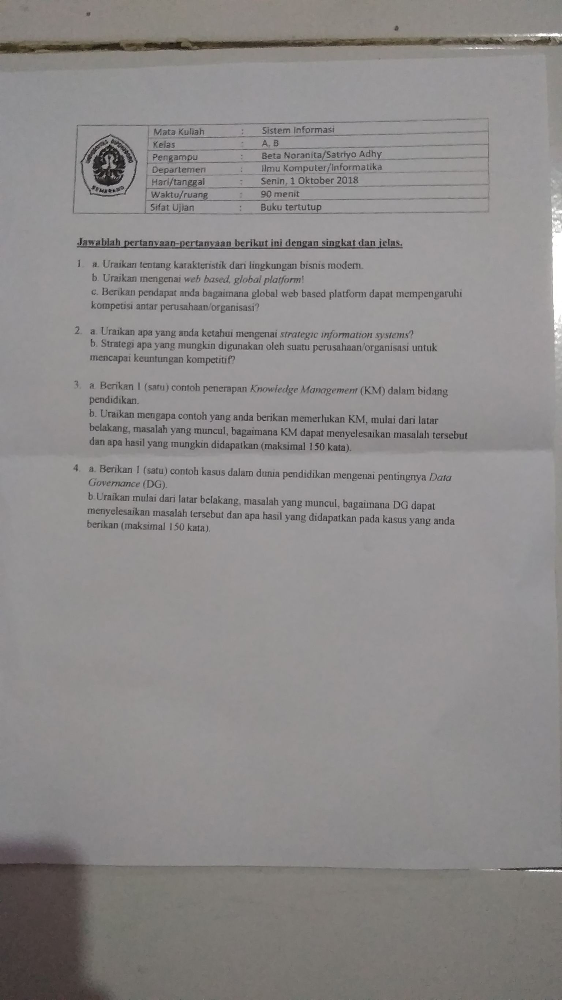 UNIVERSITAS DIPONEGORO
SEMARANG
Mata Kuliah : Sistem Informasi
Kelas : A, B
Pengampu : Beta Noranita/Satriyo Adhy
Departemen : Ilmu Komputer/Informatika
Hari/tanggal : Senin, 1 Oktober 2018
Waktu/ruang : 90 menit
Sifat Ujian : Buku tertutup
Jawablah pertanyaan-pertanyaan berikut ini dengan singkat dan jelas.
1. a. Uraikan tentang karakteristik dari lingkungan bisnis modern.
b. Uraikan mengenai web based, global platform!
c. Berikan pendapat anda bagaimana global web based platform dapat mempengaruhi
kompetisi antar perusahaan/organisasi?
2. a. Uraikan apa yang anda ketahui mengenai strategic information systems?
b. Strategi apa yang mungkin digunakan oleh suatu perusahaan/organisasi untuk
mencapai keuntungan kompetitif?
3. a. Berikan 1 (satu) contoh penerapan Knowledge Management (KM) dalam bidang
pendidikan.
b. Uraikan mengapa contoh yang anda berikan memerlukan KM, mulai dari latar
belakang, masalah yang muncul, bagaimana KM dapat menyelesaikan masalah tersebut
dan apa hasil yang mungkin didapatkan (maksimal 150 kata).
4. a. Berikan 1 (satu) contoh kasus dalam dunia pendidikan mengenai pentingnya Data
Governance (DG).
b.Uraikan mulai dari latar belakang, masalah yang muncul, bagaimana DG dapat
menyelesaikan masalah tersebut dan apa hasil yang didapatkan pada kasus yang anda
berikan (maksimal 150 kata).